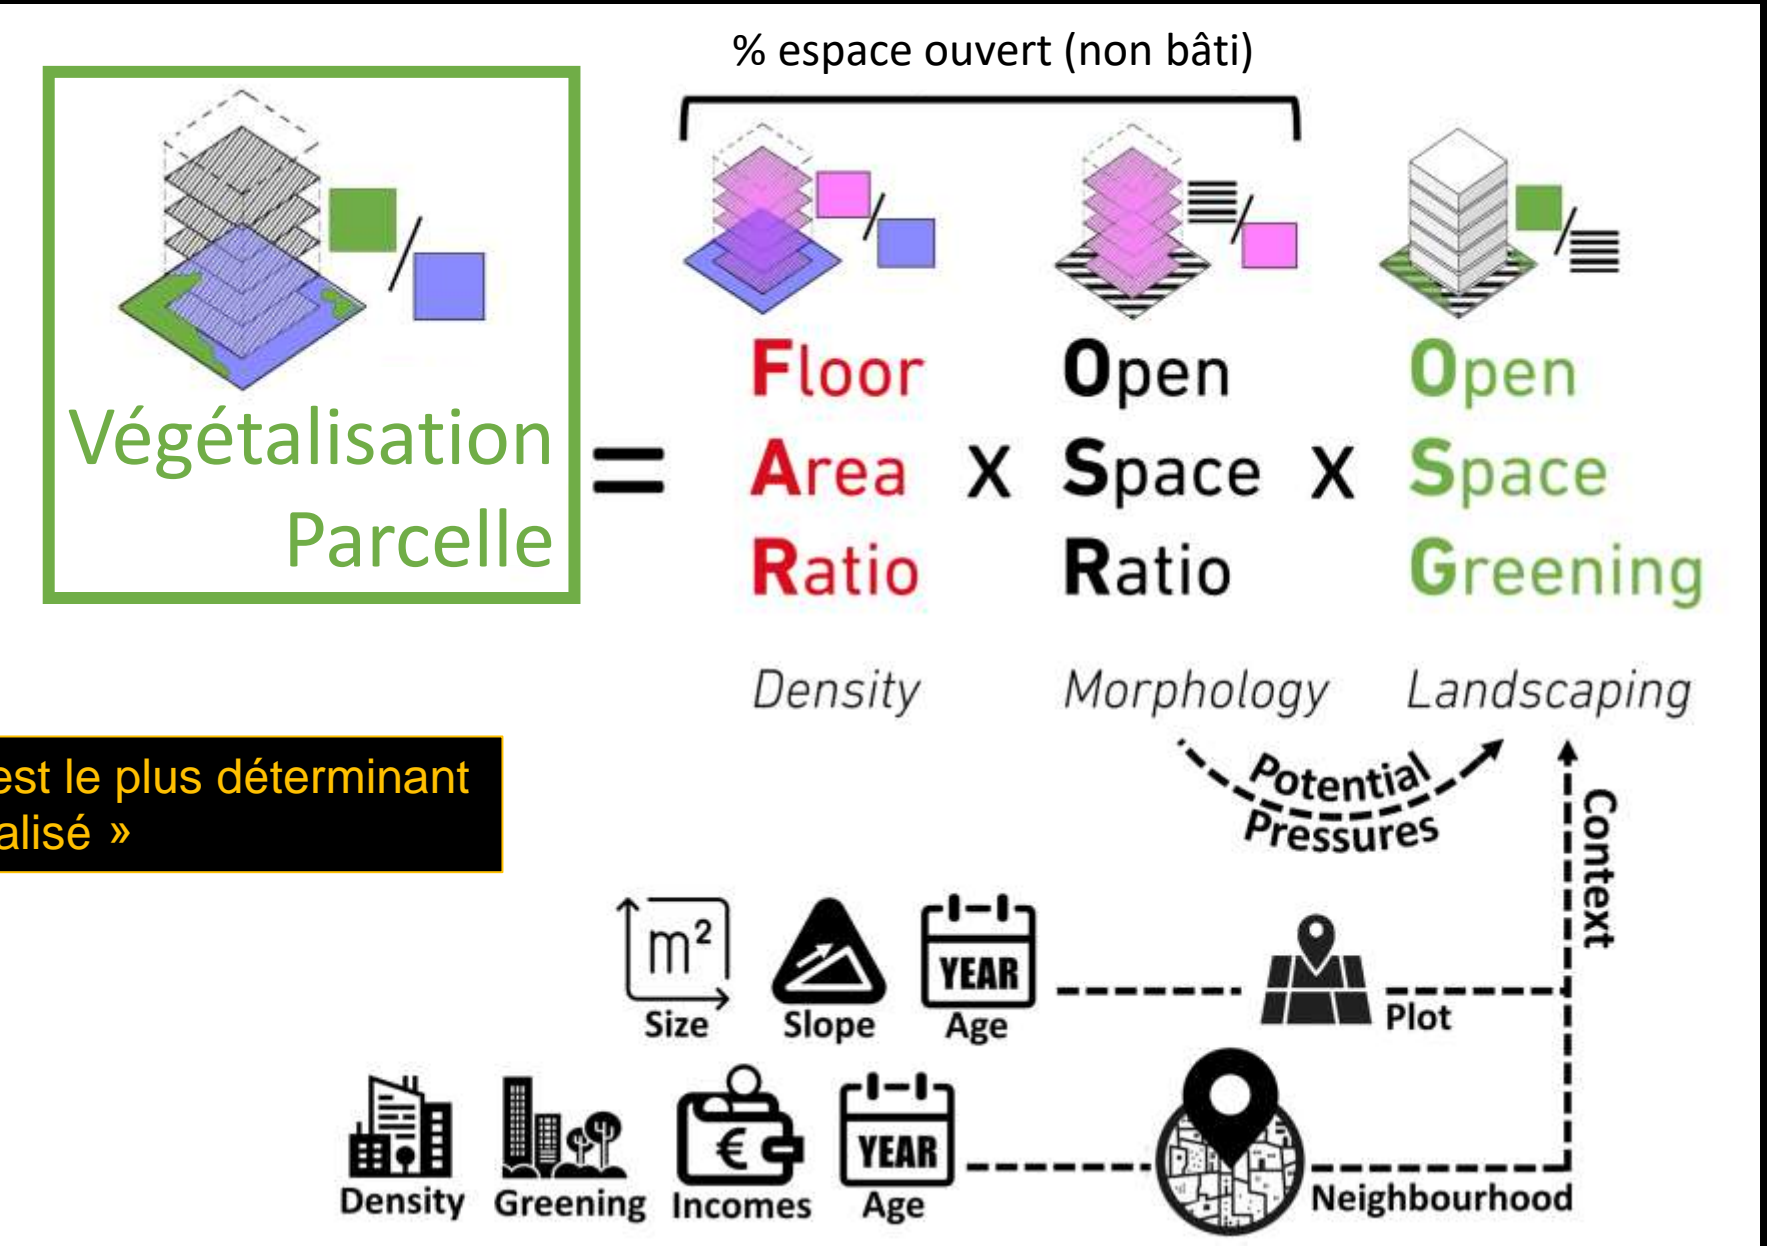 % espace ouvert (non bâti)
Végétalisation
Parcelle
=
Floor
Area
Ratio
x
Open
Space
Ratio
x
Open
Space
Greening
Density
Morphology
Landscaping
est le plus déterminant
alisé »
Potential
Pressures
Context
m²
YEAR
Size
Slope
Age
Plot
€
YEAR
Density
Greening
Incomes
Age
Neighbourhood